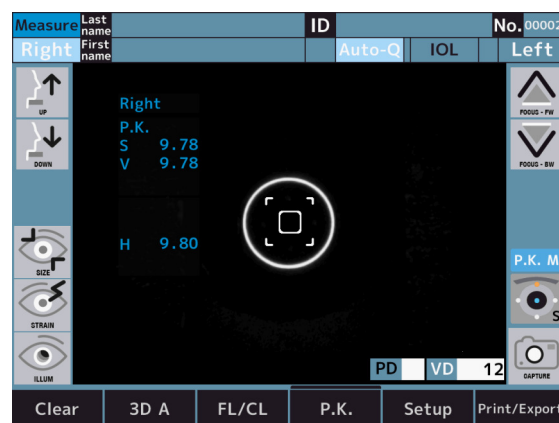 Measure Last name ID No. 00002
Right First name Auto-Q IOL Left
UP
FOCUS - FW
Right
P.K.
S 9.78
V 9.78
DOWN
FOCUS - BW
H 9.80
SIZE
P.K. M
STRAIN
S
PD VD 12
ILLUM
CAPTURE
Clear 3D A FL/CL P.K. Setup Print/Export